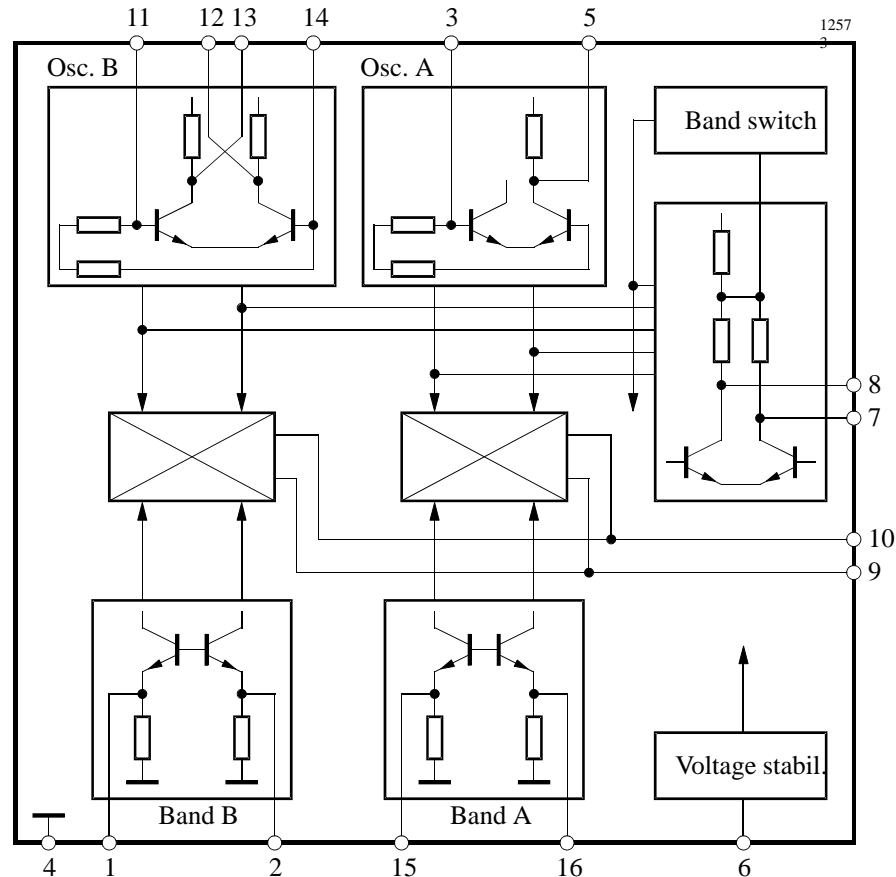 11 12 13 14 3 5
1257
3
Osc. B Osc. A
Band switch
8
7
10
9
Voltage stabil.
Band B Band A
4 1 2 15 16 6